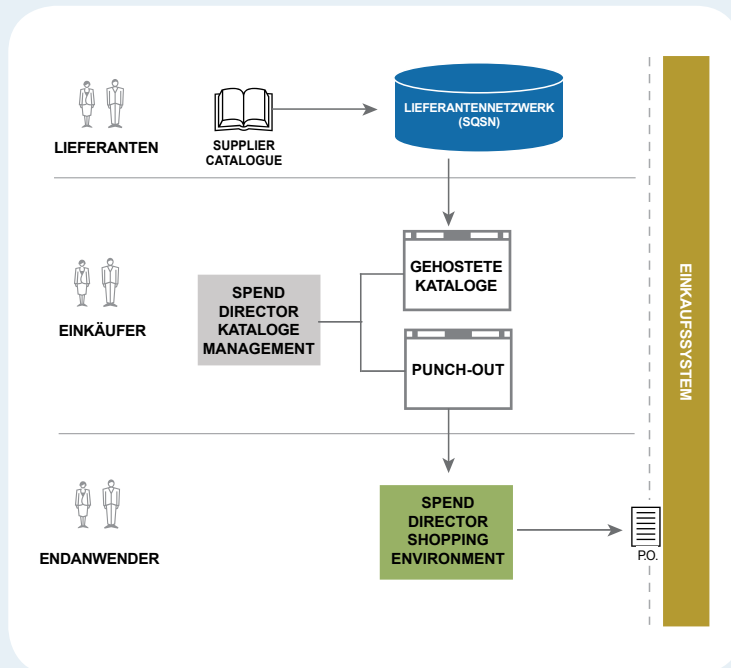 LIEFERANTEN
SUPPLIER
CATALOGUE
LIEFERANTENNETZWERK
(SQSN)
EINKÄUFER
SPEND
DIRECTOR
KATALOGE
MANAGEMENT
GEHOSTETE
KATALOGE
PUNCH-OUT
ENDANWENDER
SPEND
DIRECTOR
SHOPPING
ENVIRONMENT
P.O.
EINKAUFSSYSTEM